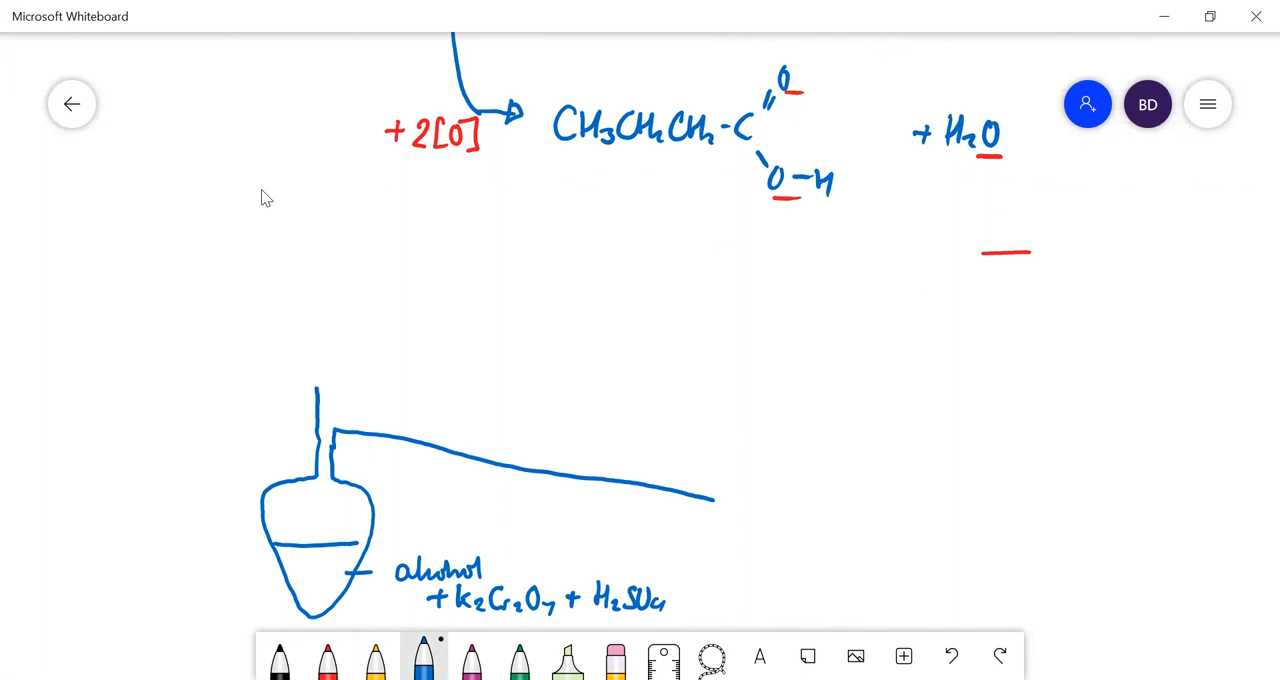 Microsoft Whiteboard
BD
O
+ 2[O] CH3CH2CH2-C + H2O
O-H
alcohol
+ K2Cr2O7 + H2SO4
A